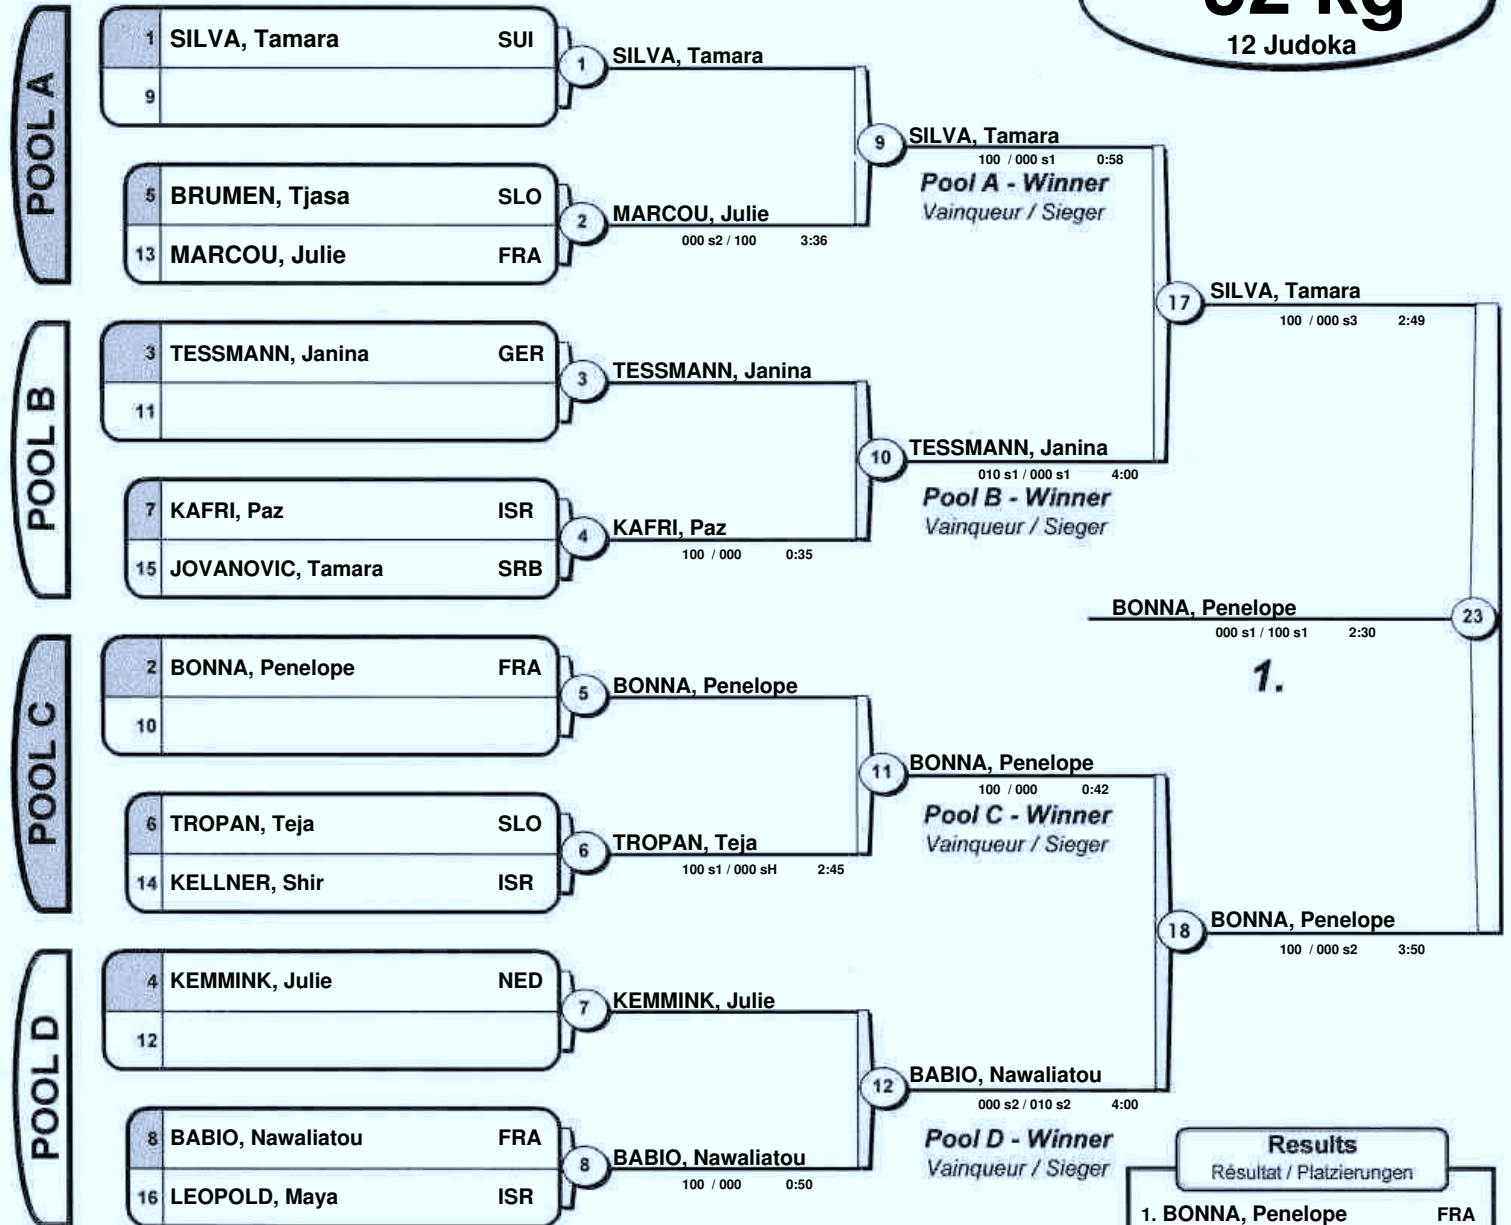 12 Judoka
POOL A
1 SILVA, Tamara SUI
9
5 BRUMEN, Tjasa SLO
13 MARCOU, Julie FRA
1 SILVA, Tamara
2 MARCOU, Julie
000 s2 / 100 3:36
9 SILVA, Tamara
100 / 000 s1 0:58
Pool A - Winner
Vainqueur / Sieger
POOL B
3 TESSMANN, Janina GER
11
7 KAFRI, Paz ISR
15 JOVANOVIC, Tamara SRB
3 TESSMANN, Janina
4 KAFRI, Paz
100 / 000 0:35
10 TESSMANN, Janina
010 s1 / 000 s1 4:00
Pool B - Winner
Vainqueur / Sieger
17 SILVA, Tamara
100 / 000 s3 2:49
BONNA, Penelope 23
000 s1 / 100 s1 2:30
1.
POOL C
2 BONNA, Penelope FRA
10
6 TROPAN, Teja SLO
14 KELLNER, Shir ISR
5 BONNA, Penelope
6 TROPAN, Teja
100 s1 / 000 sH 2:45
11 BONNA, Penelope
100 / 000 0:42
Pool C - Winner
Vainqueur / Sieger
POOL D
4 KEMMINK, Julie NED
12
8 BABIO, Nawaliatou FRA
16 LEOPOLD, Maya ISR
7 KEMMINK, Julie
8 BABIO, Nawaliatou
100 / 000 0:50
12 BABIO, Nawaliatou
000 s2 / 010 s2 4:00
Pool D - Winner
Vainqueur / Sieger
18 BONNA, Penelope
100 / 000 s2 3:50
Results
Résultat / Platzierungen
1. BONNA, Penelope FRA